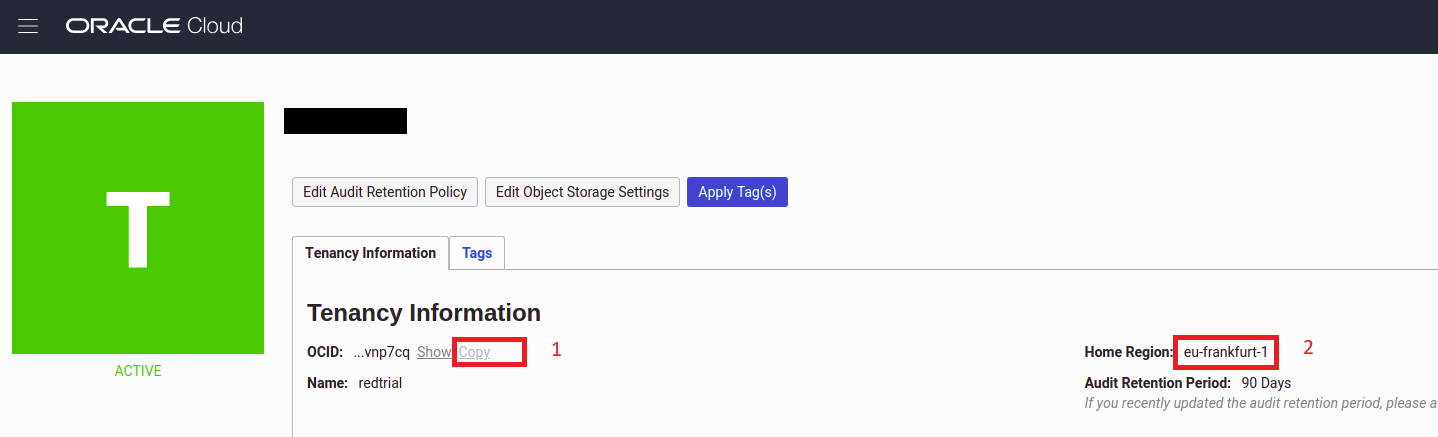 ORACLE Cloud
T
ACTIVE
Edit Audit Retention Policy Edit Object Storage Settings Apply Tag(s)
Tenancy Information Tags
Tenancy Information
OCID: ...vnp7cq Show Copy 1 Home Region: eu-frankfurt-1 2
Name: redtrial Audit Retention Period: 90 Days
If you recently updated the audit retention period, please a